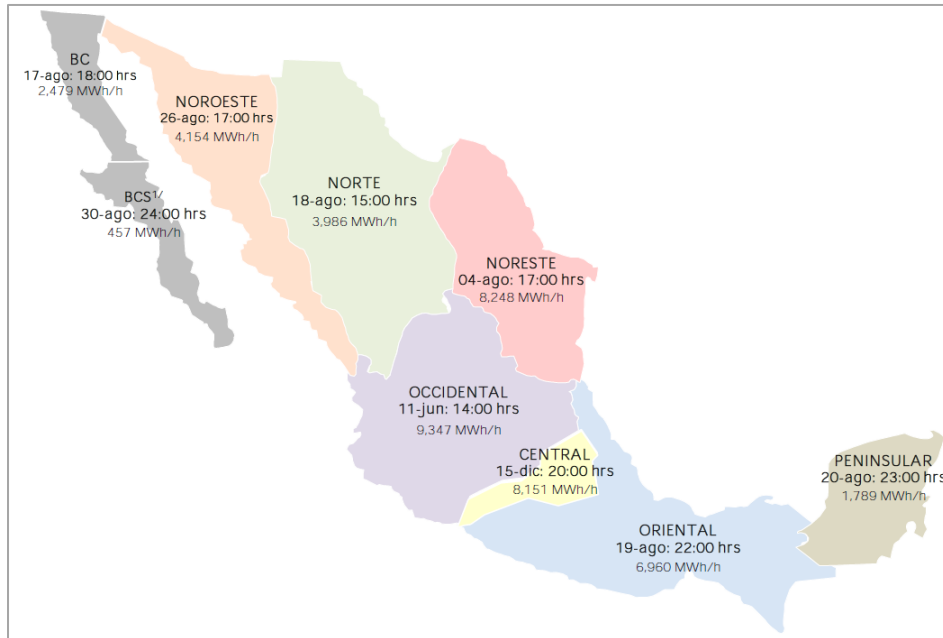 BC
17-ago: 18:00 hrs
2,479 MWh/h
NOROESTE
26-ago: 17:00 hrs
4,154 MWh/h
NORTE
18-ago: 15:00 hrs
3,986 MWh/h
BCS1/
30-ago: 24:00 hrs
457 MWh/h
NORESTE
04-ago: 17:00 hrs
8,248 MWh/h
OCCIDENTAL
11-jun: 14:00 hrs
9,347 MWh/h
CENTRAL
15-dic: 20:00 hrs
8,151 MWh/h
PENINSULAR
20-ago: 23:00 hrs
1,789 MWh/h
ORIENTAL
19-ago: 22:00 hrs
6,960 MWh/h